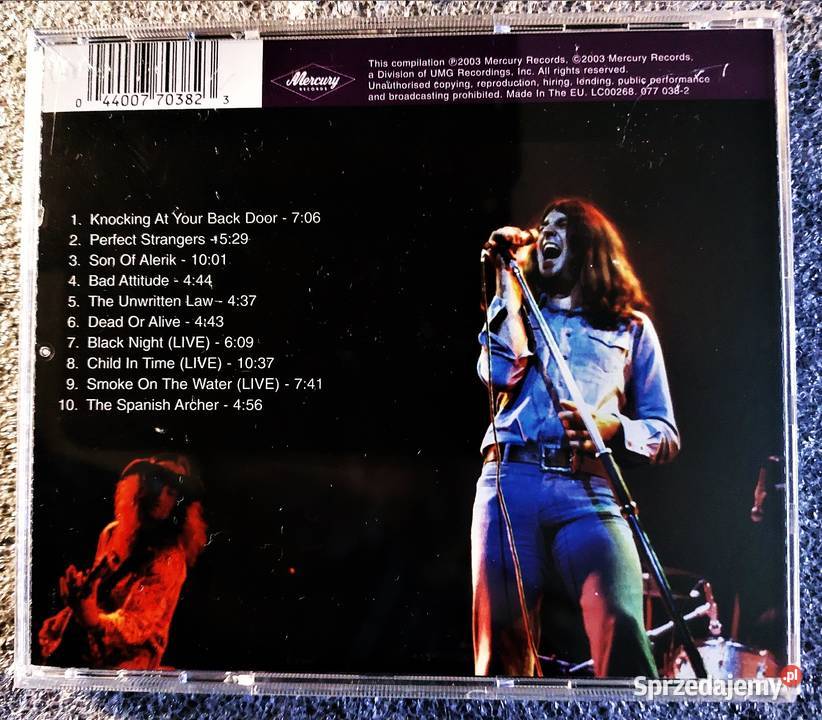 0 44007 70382 3
Mercury
RECORDS
This compilation ℗2003 Mercury Records, ©2003 Mercury Records,
a Division of UMG Recordings, Inc. All rights reserved.
Unauthorised copying, reproduction, hiring, lending, public performance
and broadcasting prohibited. Made In The EU. LC00268. 077 038-2
1. Knocking At Your Back Door - 7:06
2. Perfect Strangers - 5:29
3. Son Of Alerik - 10:01
4. Bad Attitude - 4:44
5. The Unwritten Law - 4:37
6. Dead Or Alive - 4:43
7. Black Night (LIVE) - 6:09
8. Child In Time (LIVE) - 10:37
9. Smoke On The Water (LIVE) - 7:41
10. The Spanish Archer - 4:56
Sprzedajemy.pl